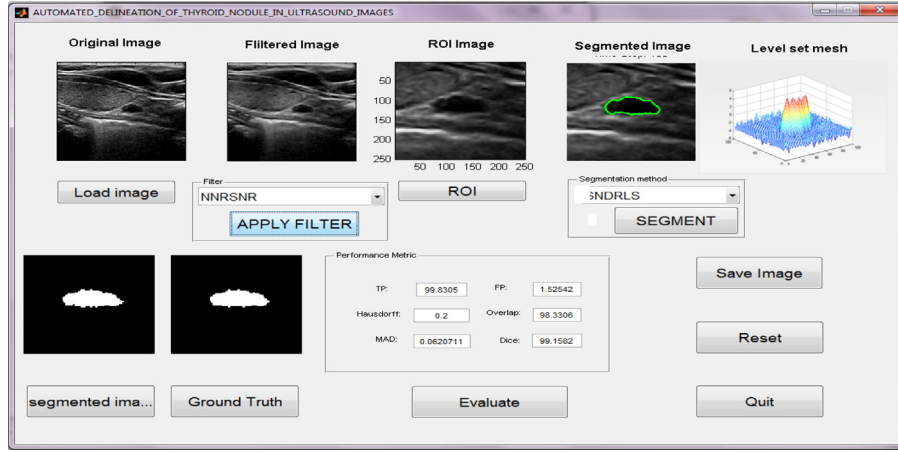 AUTOMATED_DELINEATION_OF_THYROID_NODULE_IN_ULTRASOUND_IMAGES
Original Image
Fliltered Image
ROI Image
Segmented Image
Level set mesh
50
100
150
200
250
50 100 150 200 250
Load image
Filter
NNRSNR
APPLY FILTER
ROI
Segmentation method
SNDRLS
SEGMENT
Performance Metric
TP: 99.8305 FP: 1.52542
Hausdorff: 0.2 Overlap: 98.3306
MAD: 0.0620711 Dice: 99.1582
Save Image
Reset
segmented ima...
Ground Truth
Evaluate
Quit